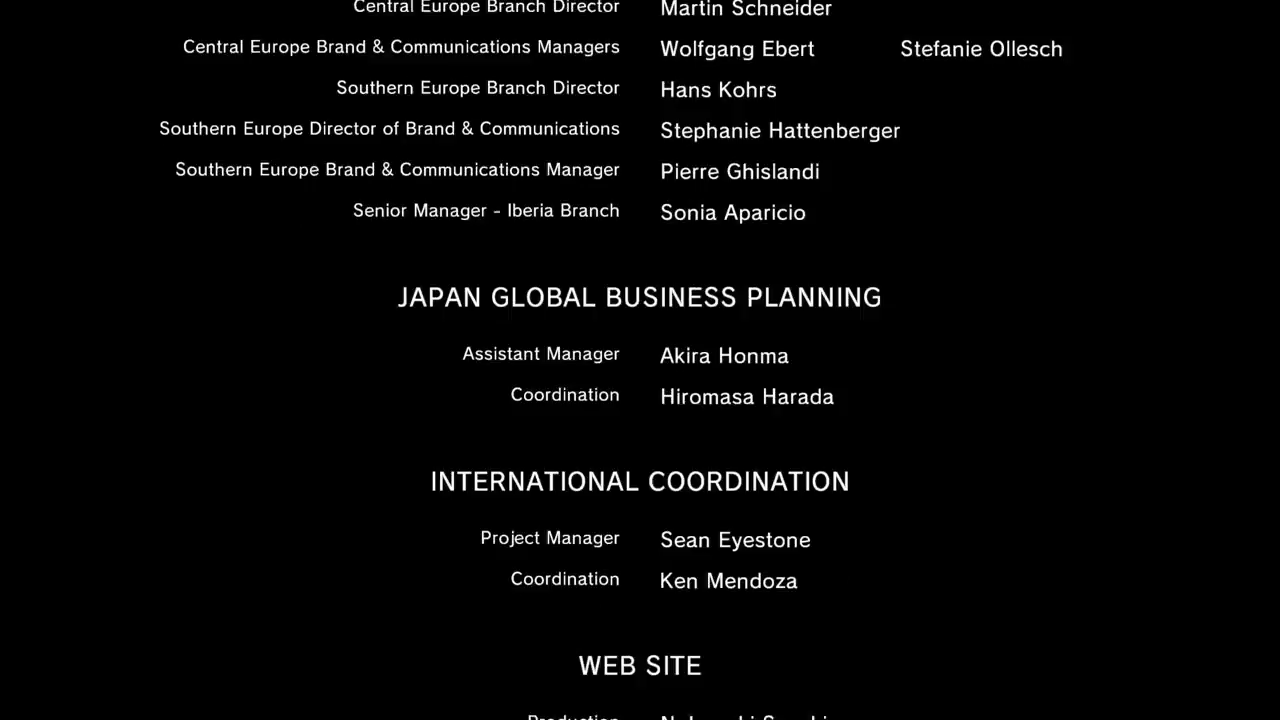 Central Europe Branch Director Martin Schneider
Central Europe Brand & Communications Managers Wolfgang Ebert Stefanie Ollesch
Southern Europe Branch Director Hans Kohrs
Southern Europe Director of Brand & Communications Stephanie Hattenberger
Southern Europe Brand & Communications Manager Pierre Ghislandi
Senior Manager - Iberia Branch Sonia Aparicio
JAPAN GLOBAL BUSINESS PLANNING
Assistant Manager Akira Honma
Coordination Hiromasa Harada
INTERNATIONAL COORDINATION
Project Manager Sean Eyestone
Coordination Ken Mendoza
WEB SITE
Production